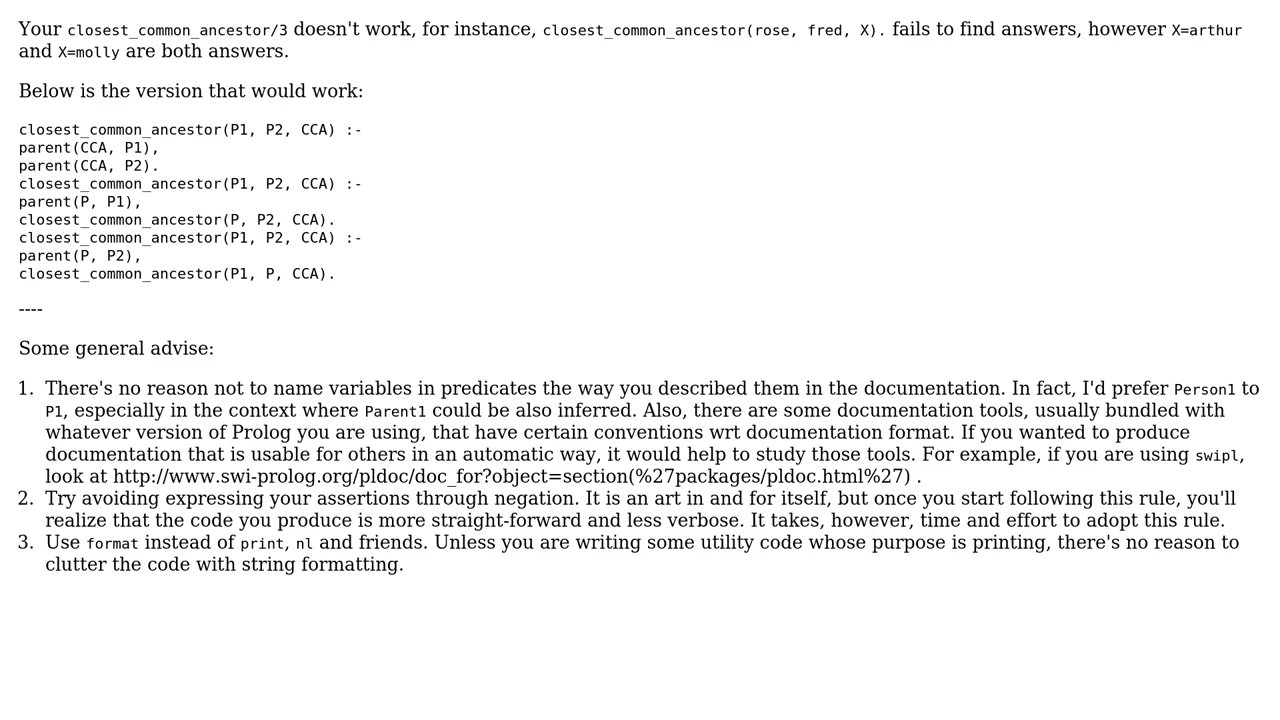 Your closest_common_ancestor/3 doesn't work, for instance, closest_common_ancestor(rose, fred, X). fails to find answers, however X=arthur
and X=molly are both answers.
Below is the version that would work:
closest_common_ancestor(P1, P2, CCA) :-
parent(CCA, P1),
parent(CCA, P2).
closest_common_ancestor(P1, P2, CCA) :-
parent(P, P1),
closest_common_ancestor(P, P2, CCA).
closest_common_ancestor(P1, P2, CCA) :-
parent(P, P2),
closest_common_ancestor(P1, P, CCA).
----
Some general advise:
1. There's no reason not to name variables in predicates the way you described them in the documentation. In fact, I'd prefer Person1 to
P1, especially in the context where Parent1 could be also inferred. Also, there are some documentation tools, usually bundled with
whatever version of Prolog you are using, that have certain conventions wrt documentation format. If you wanted to produce
documentation that is usable for others in an automatic way, it would help to study those tools. For example, if you are using swipl,
look at http://www.swi-prolog.org/pldoc/doc_for?object=section(%27packages/pldoc.html%27) .
2. Try avoiding expressing your assertions through negation. It is an art in and for itself, but once you start following this rule, you'll
realize that the code you produce is more straight-forward and less verbose. It takes, however, time and effort to adopt this rule.
3. Use format instead of print, nl and friends. Unless you are writing some utility code whose purpose is printing, there's no reason to
clutter the code with string formatting.